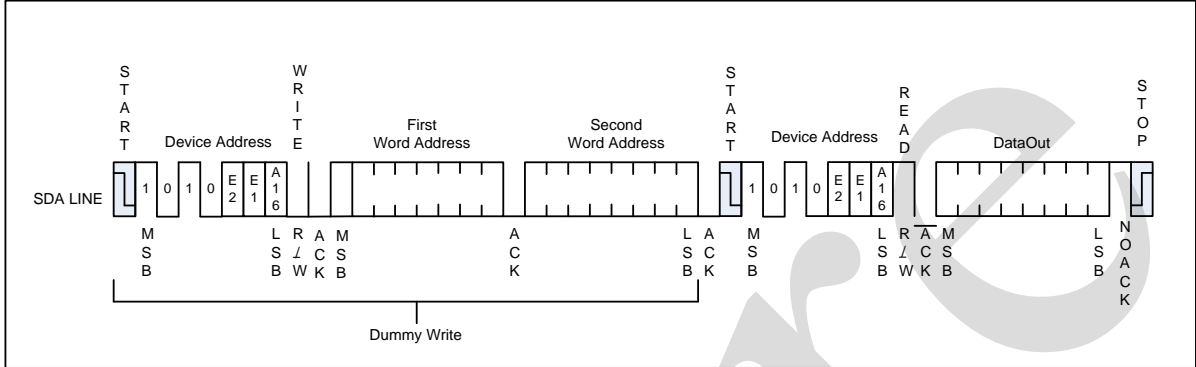 START
WRITE
START
READ
STOP
Device Address
First
Word Address
Second
Word Address
Device Address
DataOut
SDA LINE
1 0 1 0 E2 E1 A16
1 0 1 0 E2 E1 A16
MSB
LSB
R/W
ACK
MSB
ACK
LSB
ACK
MSB
LSB
R/W
ACK
MSB
LSB
NOACK
Dummy Write
re